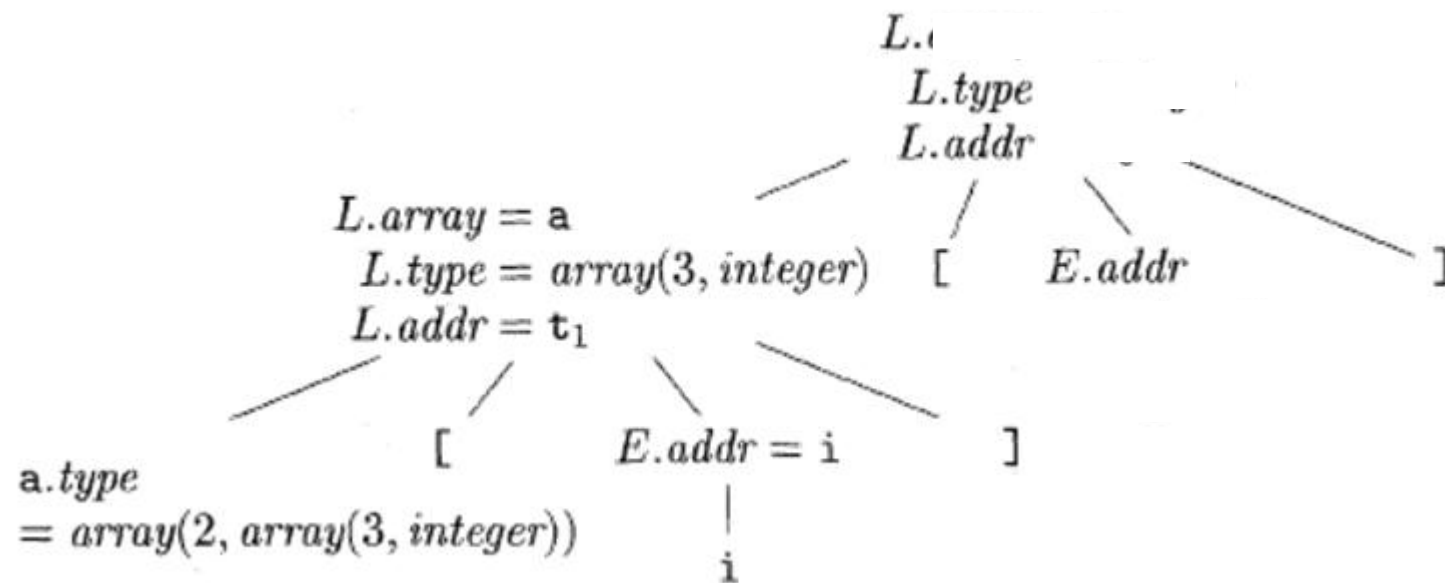 L.
L.type
L.addr
L.array = a
L.type = array(3, integer) [ E.addr ]
L.addr = t₁
[ E.addr = i ]
a.type
= array(2, array(3, integer))
i